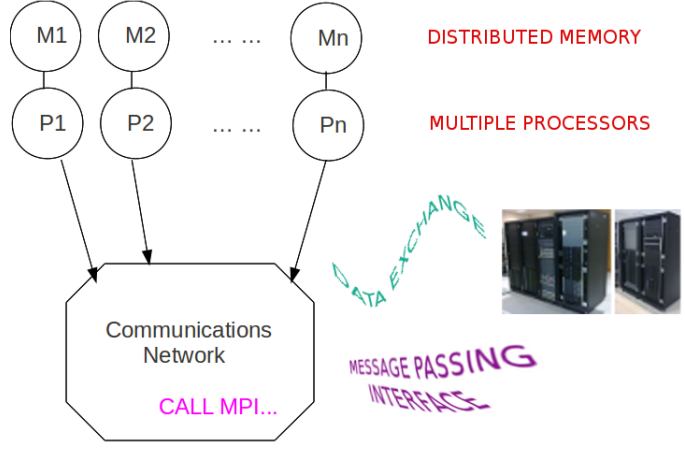 M1 M2 ... ... Mn DISTRIBUTED MEMORY
P1 P2 ... ... Pn MULTIPLE PROCESSORS
DATA EXCHANGE
Communications
Network
CALL MPI...
MESSAGE PASSING
INTERFACE